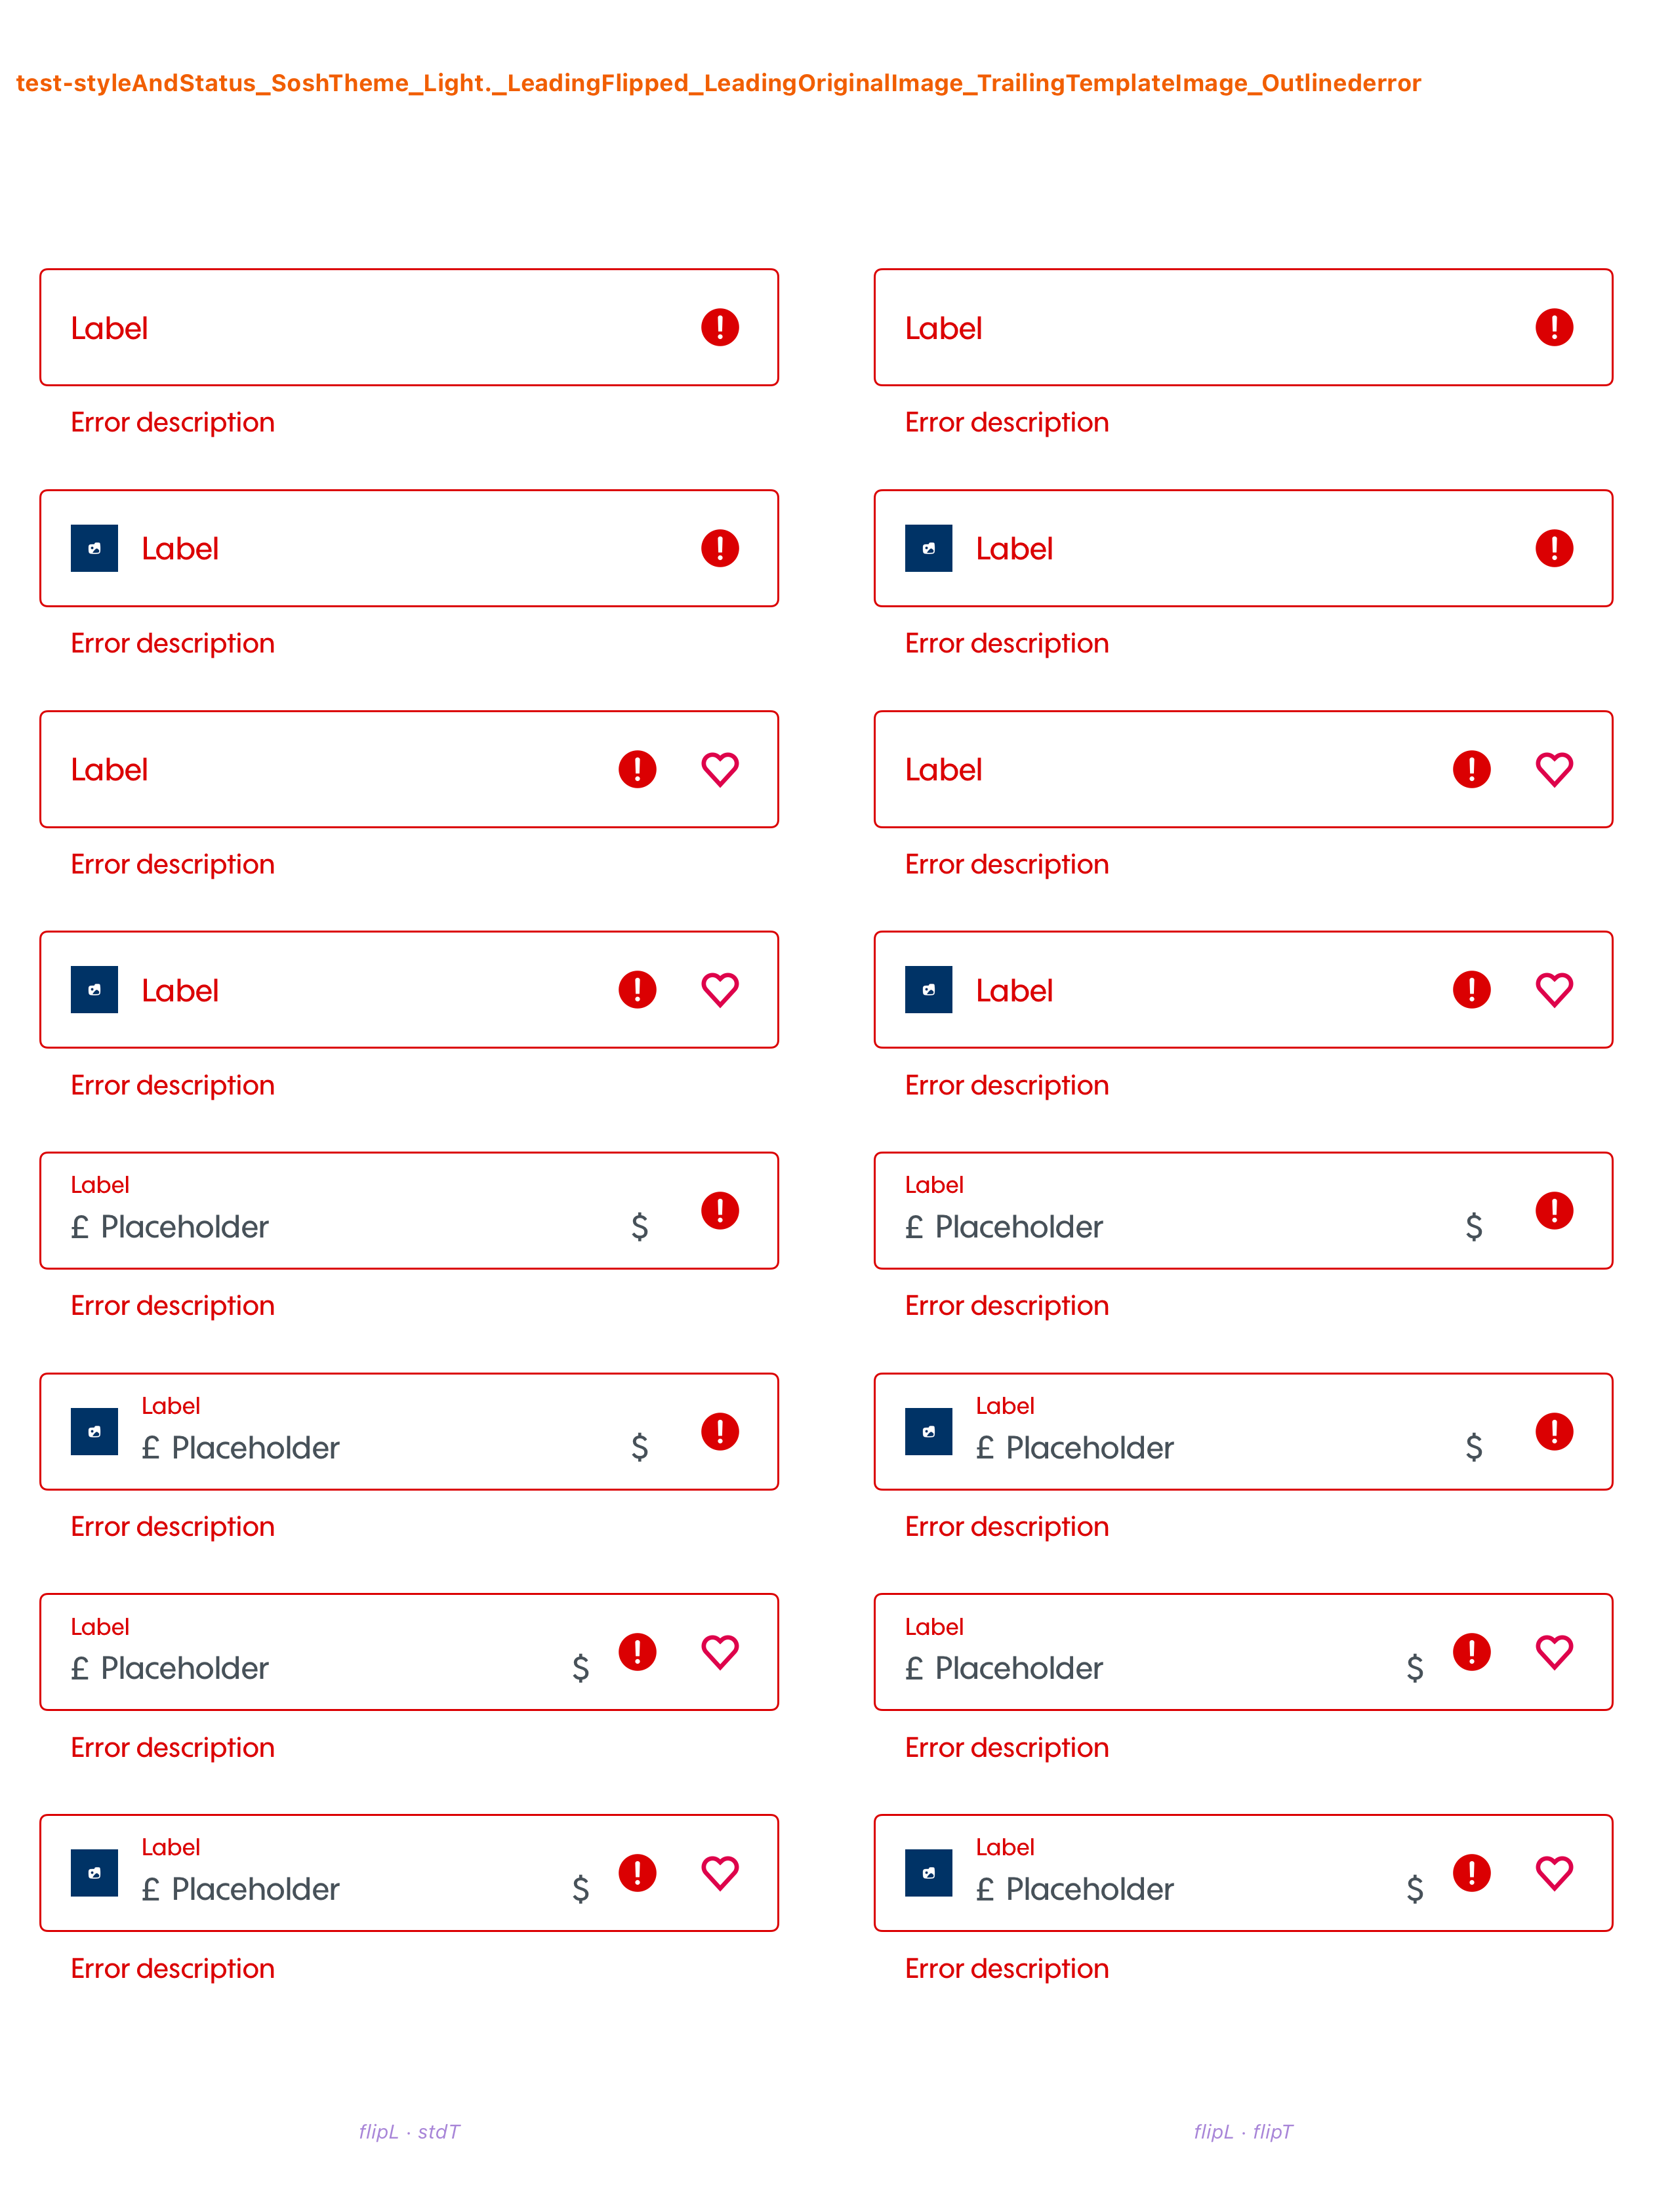 test-styleAndStatus_SoshTheme_Light._LeadingFlipped_LeadingOriginalImage_TrailingTemplateImage_Outlinederror
Label
Error description
Label
Error description
Label
Error description
Label
Error description
Label
£ Placeholder $
Error description
Label
£ Placeholder $
Error description
Label
£ Placeholder $
Error description
Label
£ Placeholder $
Error description
flipL · stdT
Label
Error description
Label
Error description
Label
Error description
Label
Error description
Label
£ Placeholder $
Error description
Label
£ Placeholder $
Error description
Label
£ Placeholder $
Error description
Label
£ Placeholder $
Error description
flipL · flipT